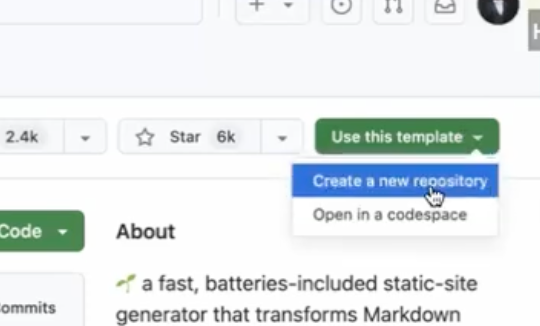 H
2.4k
Star 6k
Use this template
Create a new repository
Open in a codespace
Code
About
ommits
🌱 a fast, batteries-included static-site
generator that transforms Markdown